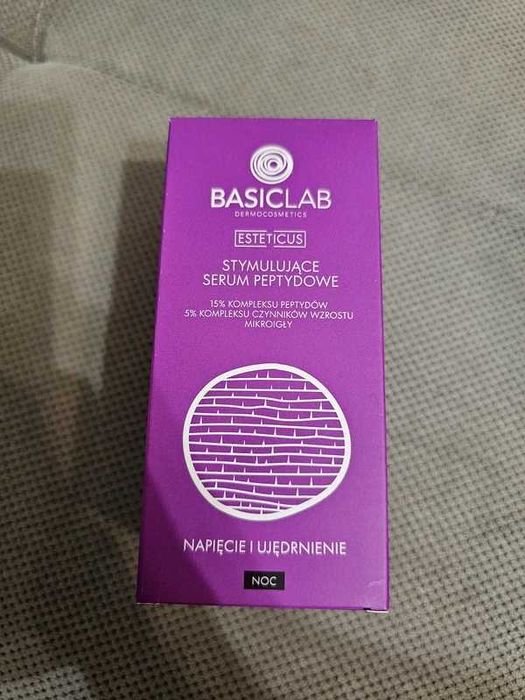 BASICLAB
DERMOCOSMETICS
ESTETICUS
STYMULUJĄCE
SERUM PEPTYDOWE
15% KOMPLEKSU PEPTYDÓW
5% KOMPLEKSU CZYNNIKÓW WZROSTU
MIKROIGŁY
NAPIĘCIE I UJĘDRNIENIE
NOC